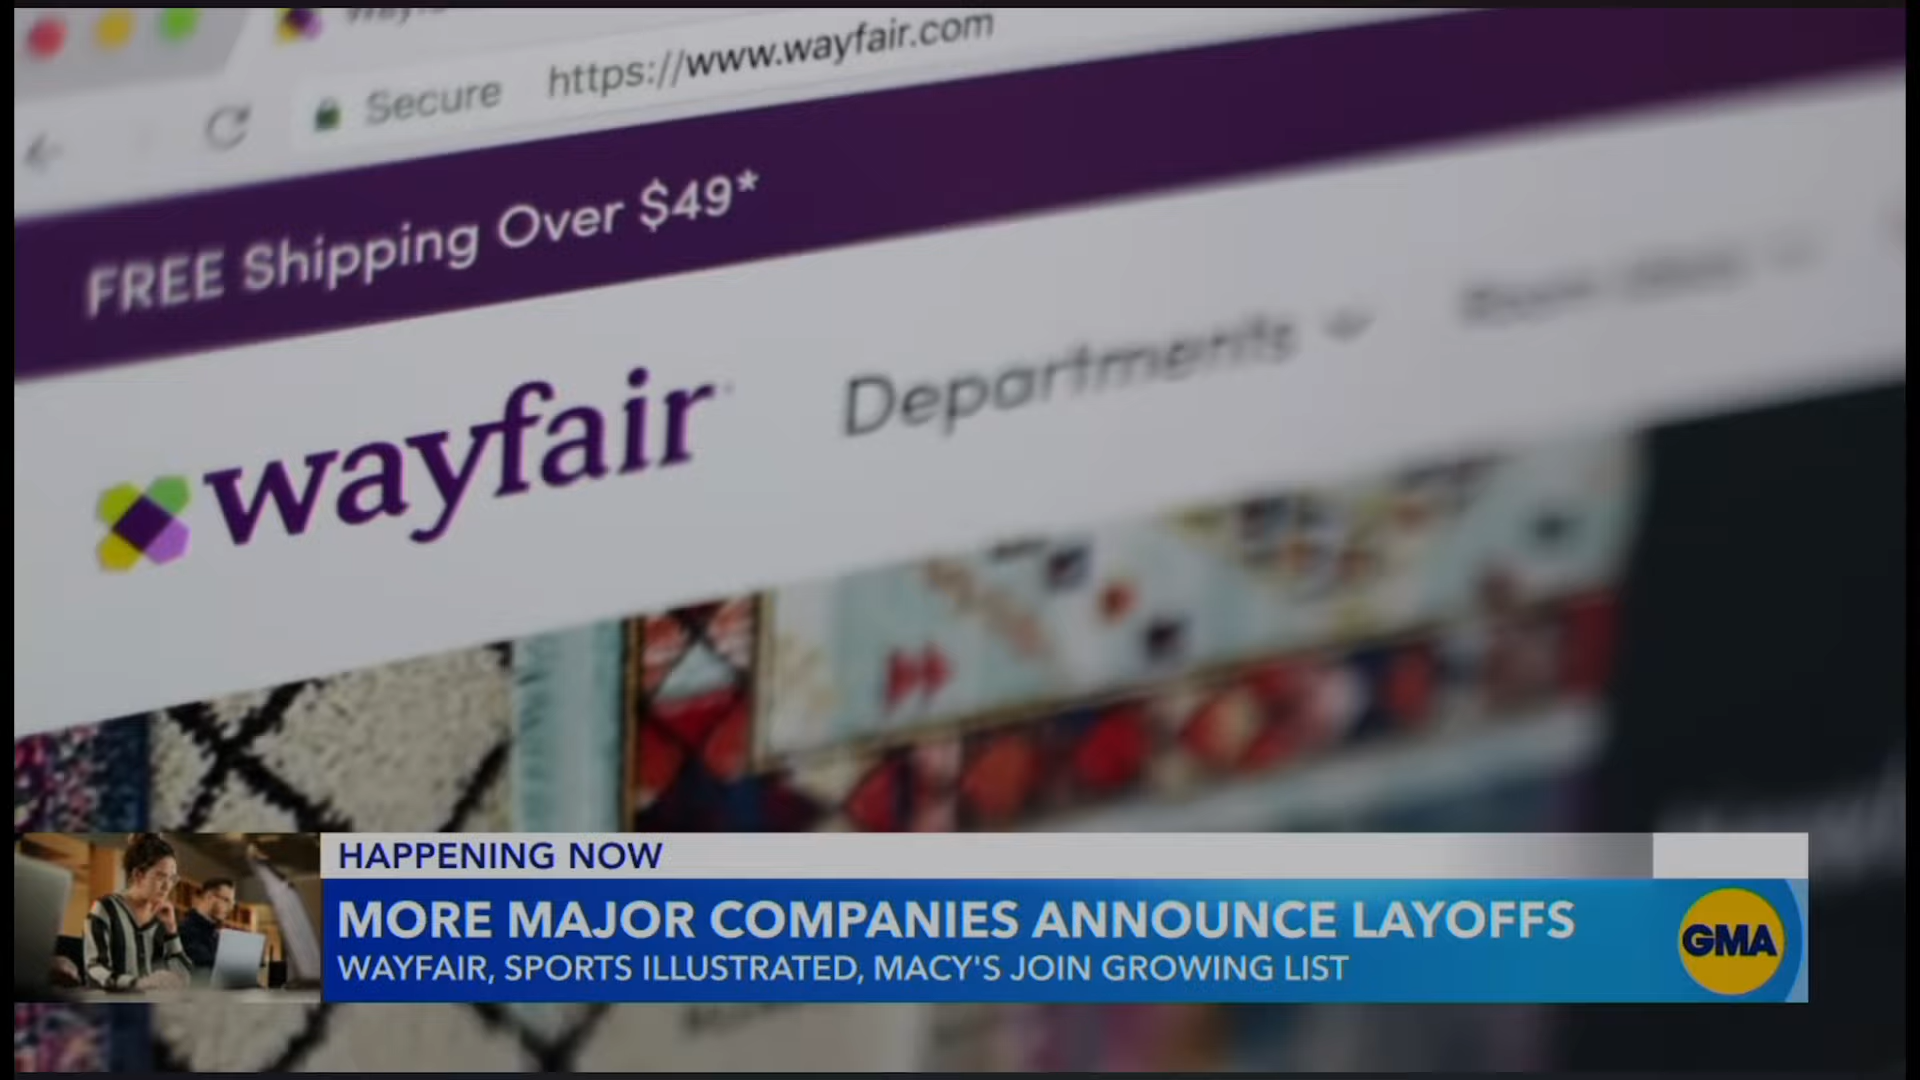 Secure https://www.wayfair.com
FREE Shipping Over $49*
wayfair
Departments
HAPPENING NOW
MORE MAJOR COMPANIES ANNOUNCE LAYOFFS
WAYFAIR, SPORTS ILLUSTRATED, MACY'S JOIN GROWING LIST
GMA